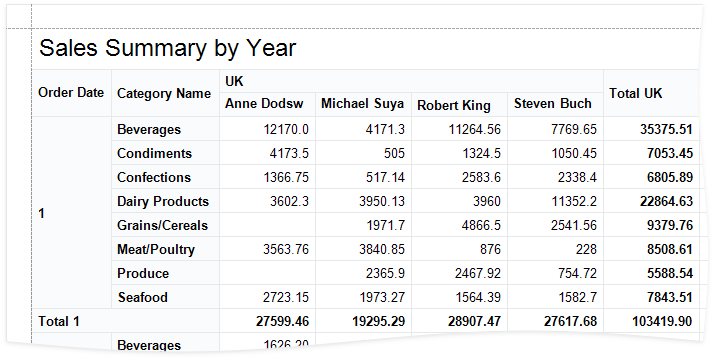 Sales Summary by Year
Order Date Category Name UK Total UK
Anne Dodsw Michael Suya Robert King Steven Buch
1
Beverages 12170.0 4171.3 11264.56 7769.65 35375.51
Condiments 4173.5 505 1324.5 1050.45 7053.45
Confections 1366.75 517.14 2583.6 2338.4 6805.89
Dairy Products 3602.3 3950.13 3960 11352.2 22864.63
Grains/Cereals 1971.7 4866.5 2541.56 9379.76
Meat/Poultry 3563.76 3840.85 876 228 8508.61
Produce 2365.9 2467.92 754.72 5588.54
Seafood 2723.15 1973.27 1564.39 1582.7 7843.51
Total 1 27599.46 19295.29 28907.47 27617.68 103419.90
Beverages 1626.20